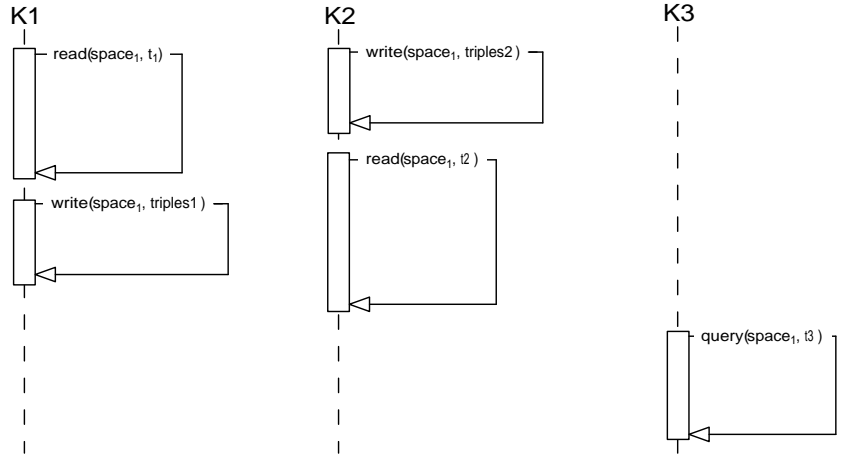 K1
K2
K3
read(space₁, t₁)
write(space₁, triples2 )
read(space₁, t2 )
write(space₁, triples1 )
query(space₁, t3 )